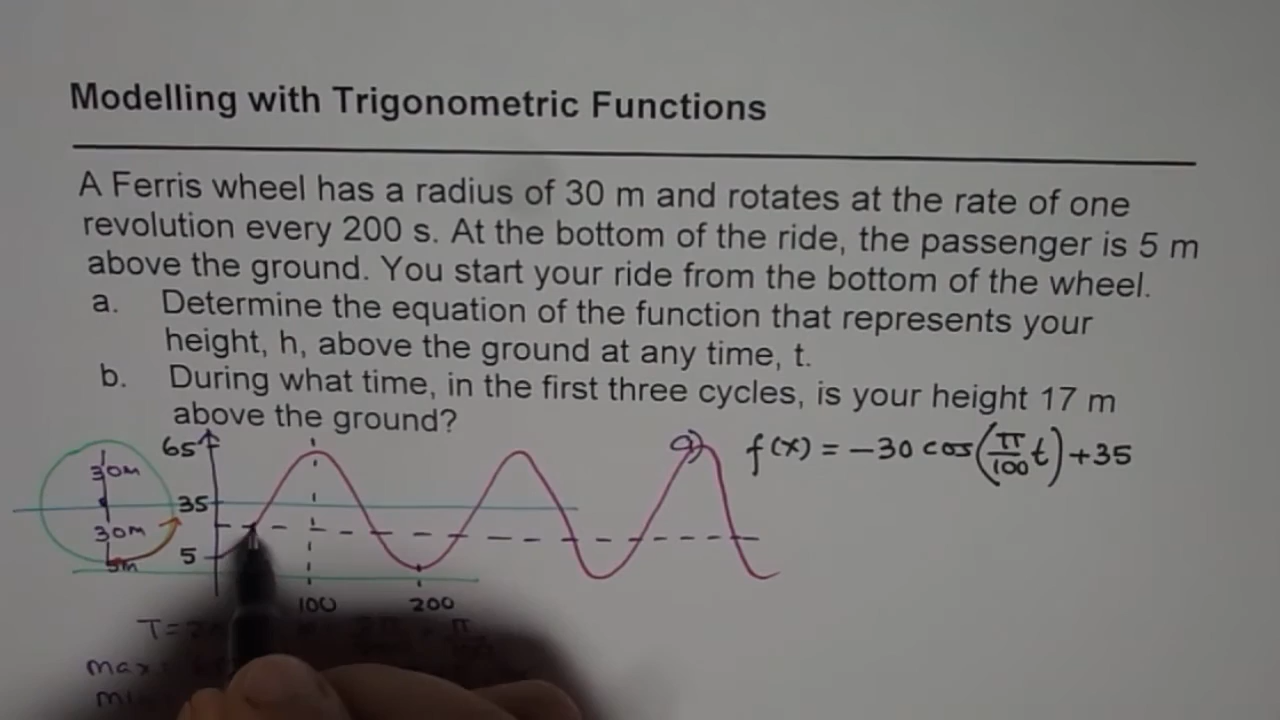 Modelling with Trigonometric Functions
A Ferris wheel has a radius of 30 m and rotates at the rate of one
revolution every 200 s. At the bottom of the ride, the passenger is 5 m
above the ground. You start your ride from the bottom of the wheel.
a. Determine the equation of the function that represents your
height, h, above the ground at any time, t.
b. During what time, in the first three cycles, is your height 17 m
above the ground?
65
a) f(x) = −30 cos(π/100 t) + 35
30m
35
30m
5
5m
100 200
T=2
π
max